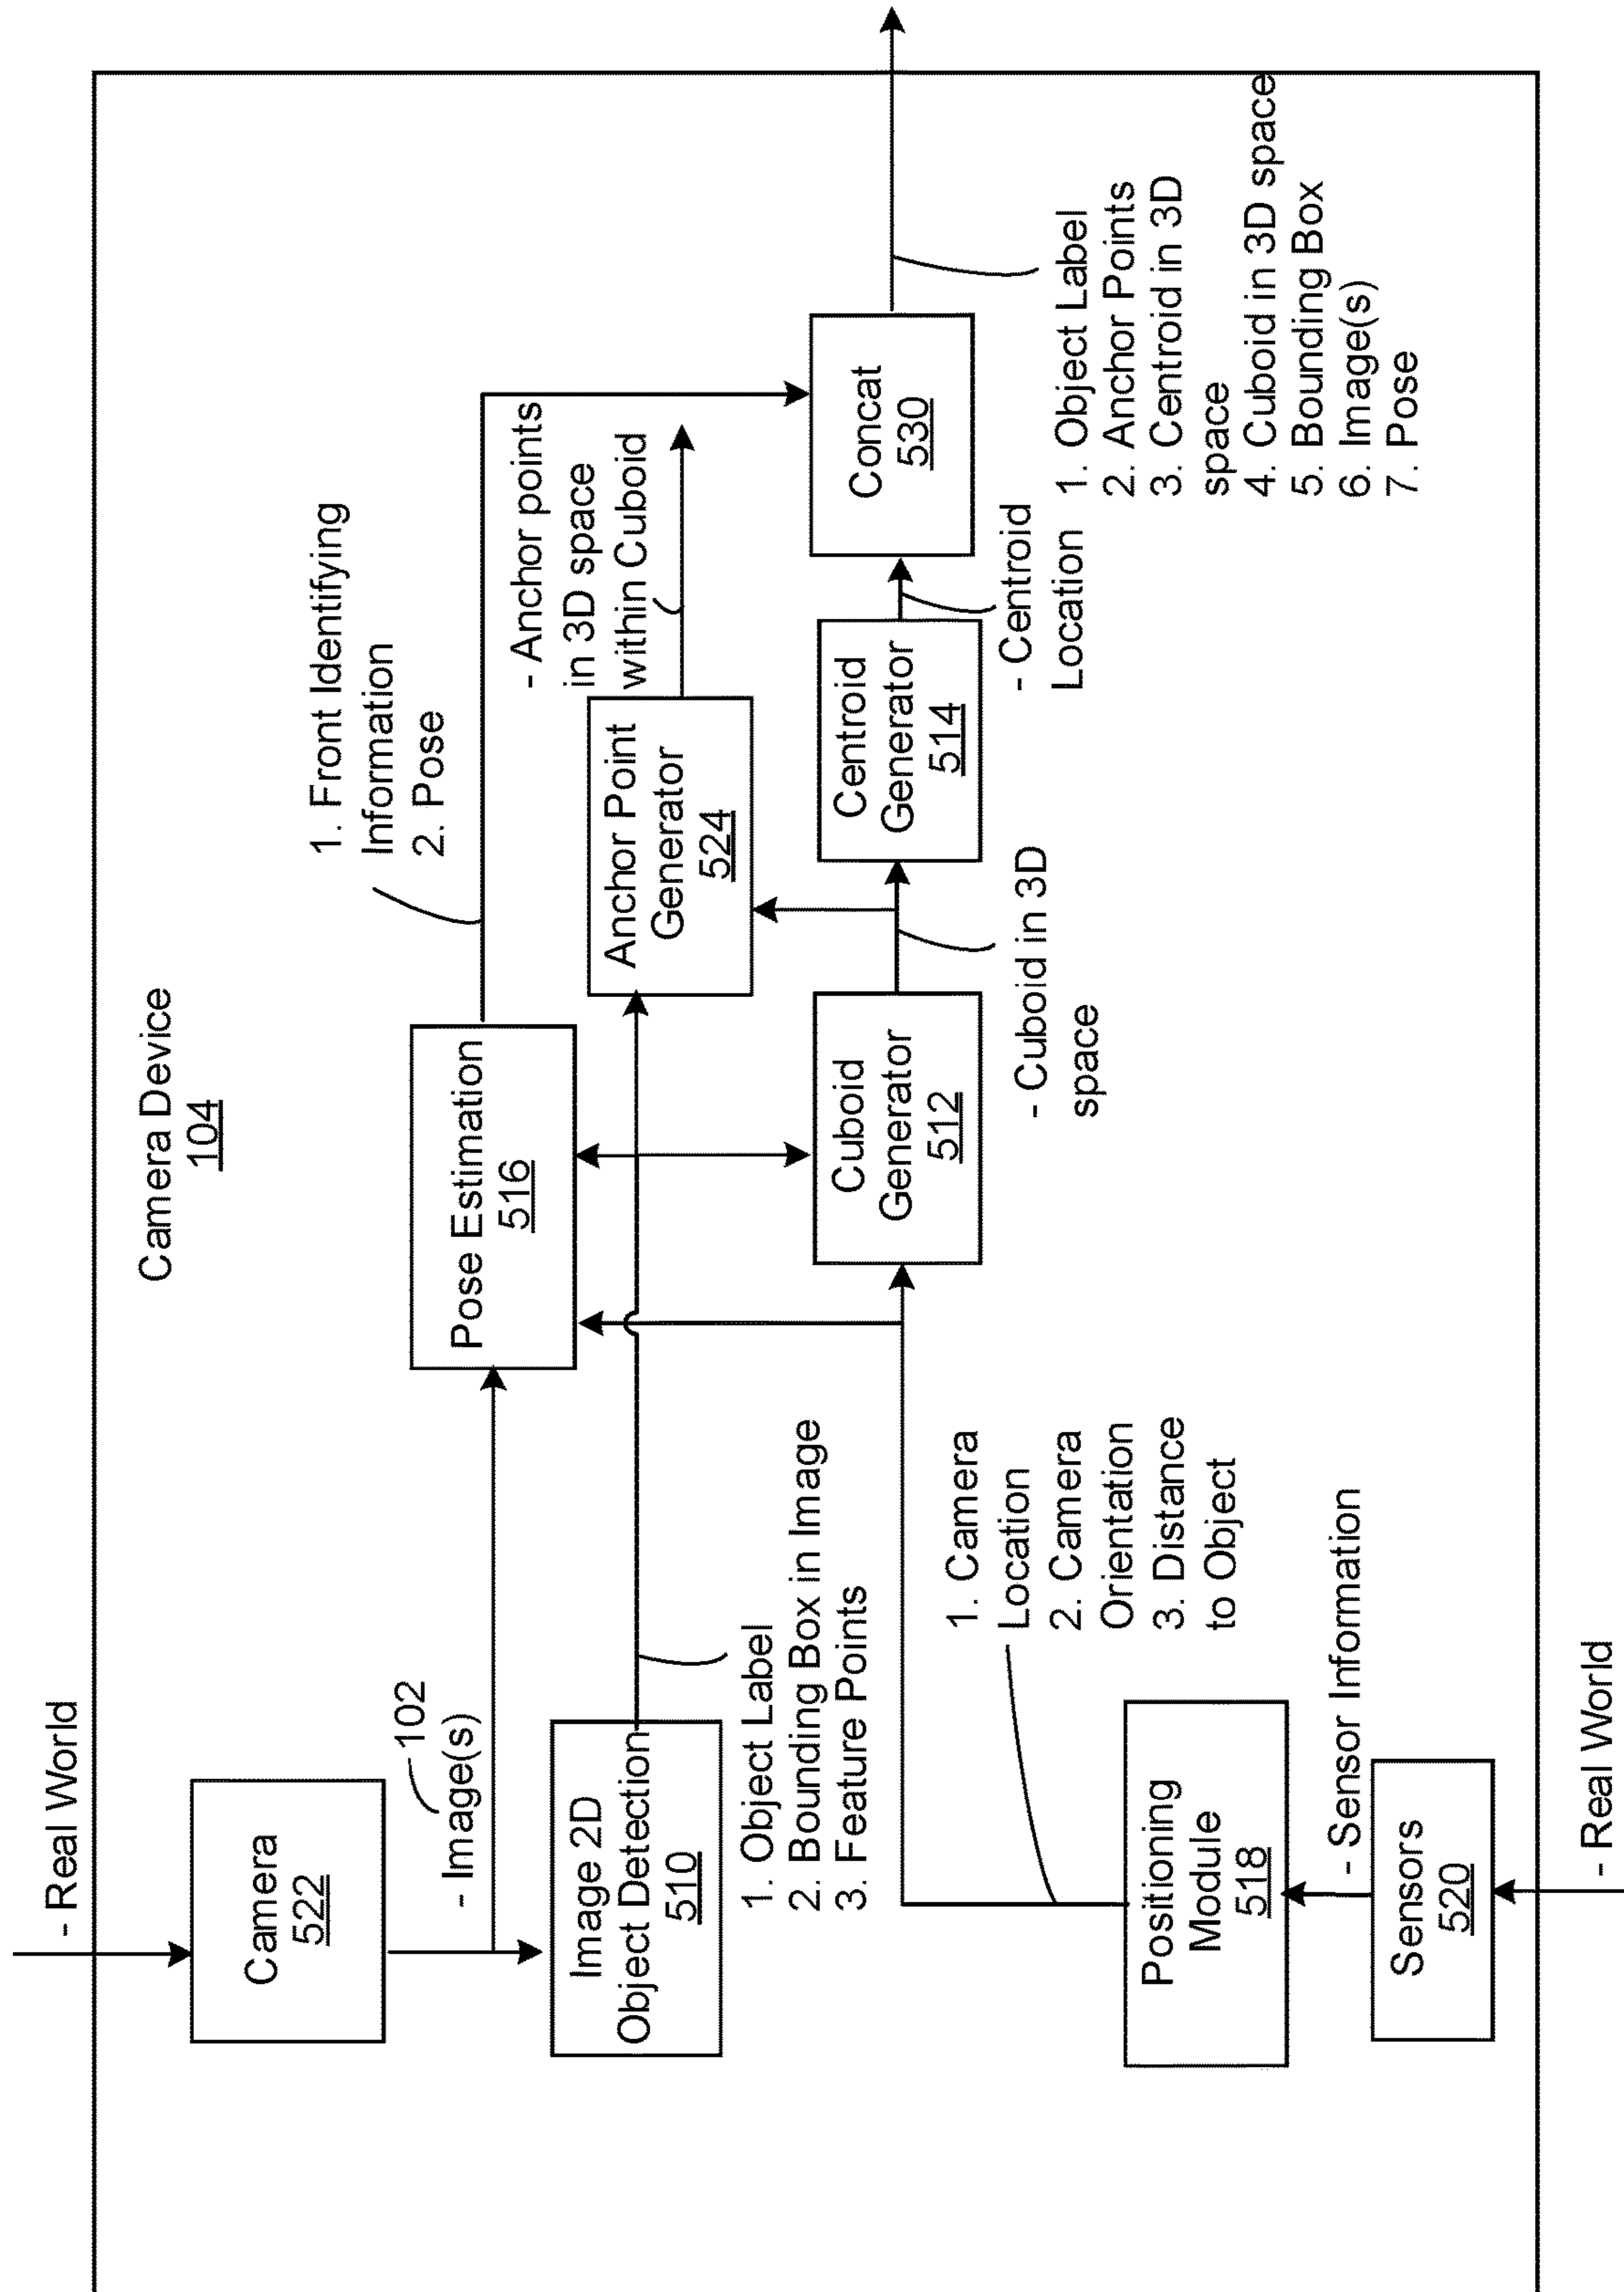 Camera Device
104
- Real World
Camera
522
102
- Image(s)
Image 2D
Object Detection
510
1. Object Label
2. Bounding Box in Image
3. Feature Points
Pose Estimation
516
1. Front Identifying
Information
2. Pose
Anchor Point
Generator
524
- Anchor points
in 3D space
within Cuboid
Cuboid
Generator
512
- Cuboid in 3D
space
Centroid
Generator
514
- Centroid
Location
Concat
530
1. Object Label
2. Anchor Points
3. Centroid in 3D
space
4. Cuboid in 3D space
5. Bounding Box
6. Image(s)
7. Pose
1. Camera
Location
2. Camera
Orientation
3. Distance
to Object
Positioning
Module
518
- Sensor Information
Sensors
520
- Real World